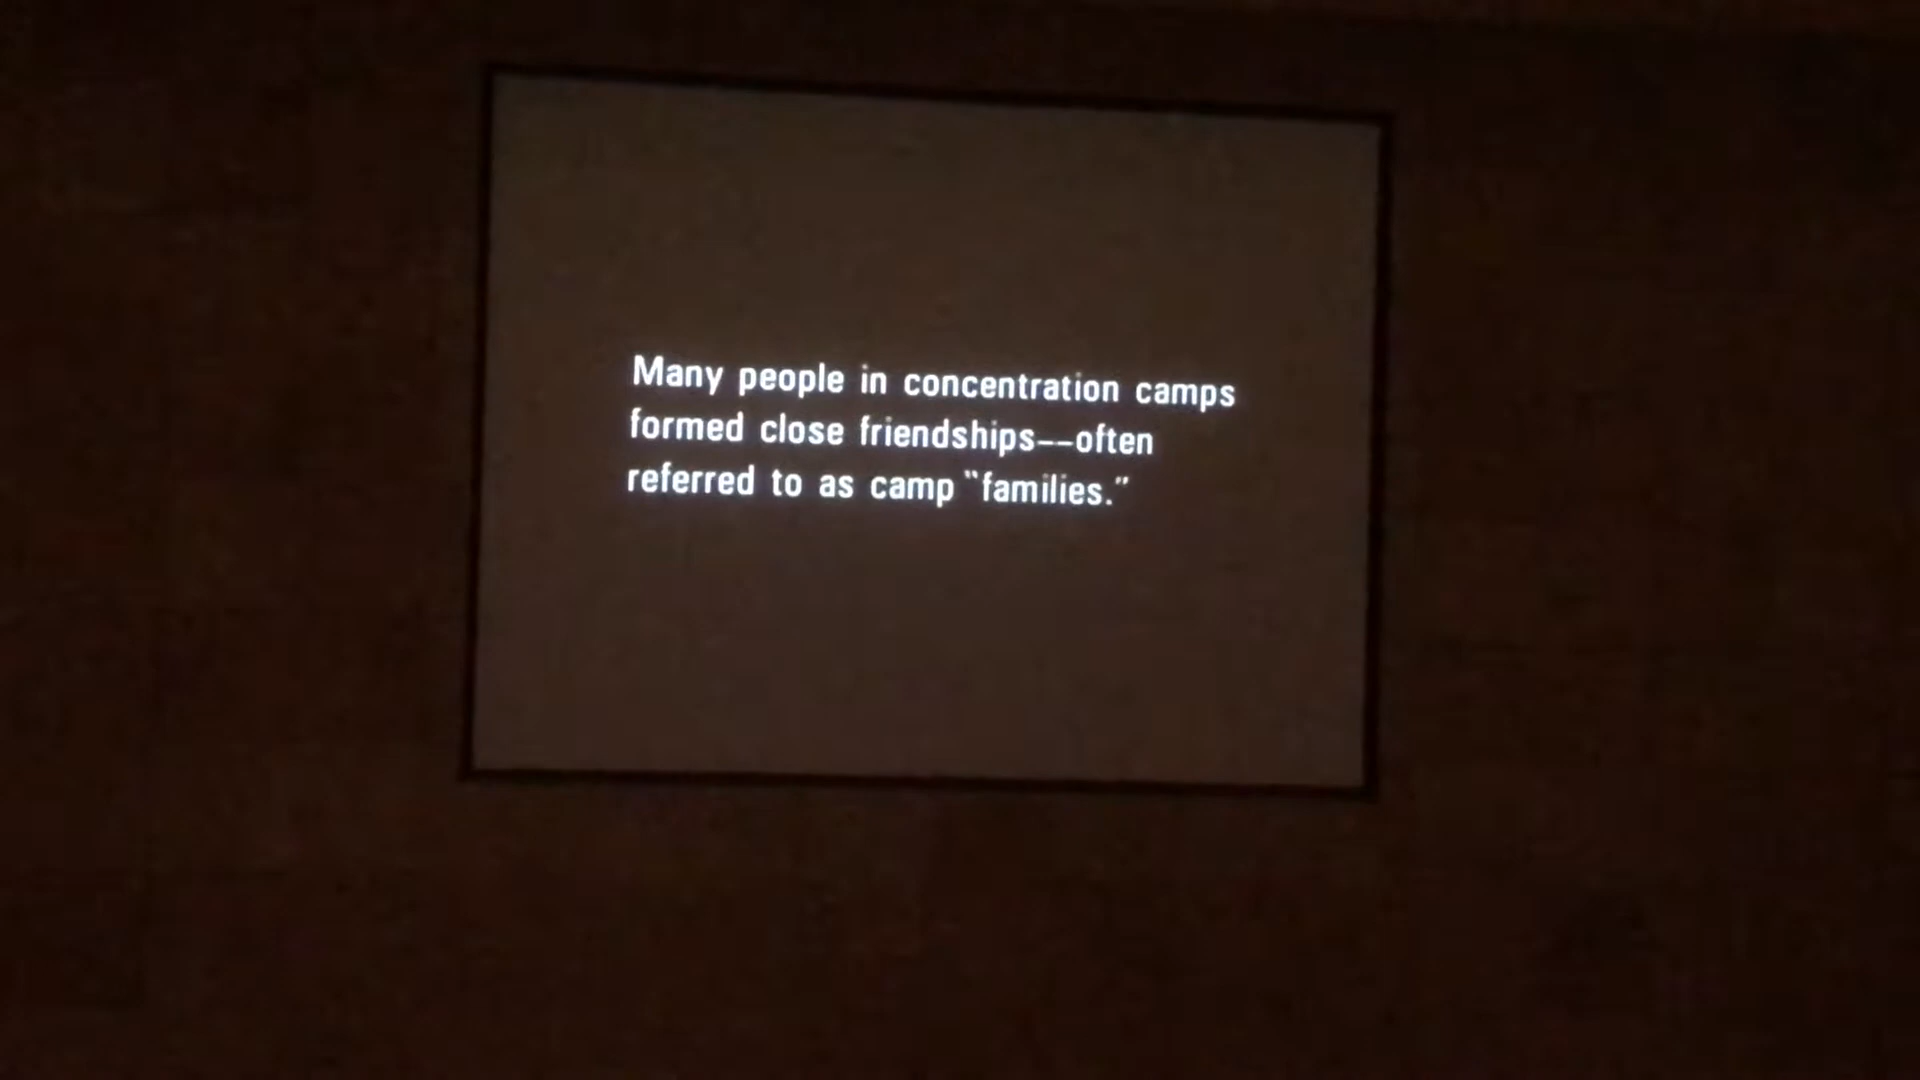 Many people in concentration camps
formed close friendships--often
referred to as camp "families."